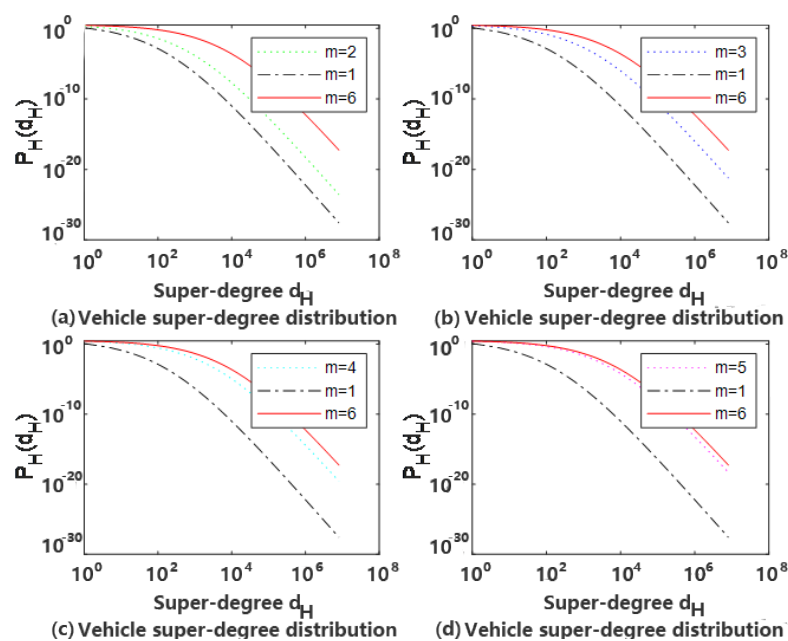 P_H(d_H)
10^0
10^-10
10^-20
10^-30
m=2
m=1
m=6
10^0 10^2 10^4 10^6 10^8
Super-degree d_H
(a) Vehicle super-degree distribution
P_H(d_H)
10^0
10^-10
10^-20
10^-30
m=3
m=1
m=6
10^0 10^2 10^4 10^6 10^8
Super-degree d_H
(b) Vehicle super-degree distribution
P_H(d_H)
10^0
10^-10
10^-20
10^-30
m=4
m=1
m=6
10^0 10^2 10^4 10^6 10^8
Super-degree d_H
(c) Vehicle super-degree distribution
P_H(d_H)
10^0
10^-10
10^-20
10^-30
m=5
m=1
m=6
10^0 10^2 10^4 10^6 10^8
Super-degree d_H
(d) Vehicle super-degree distribution